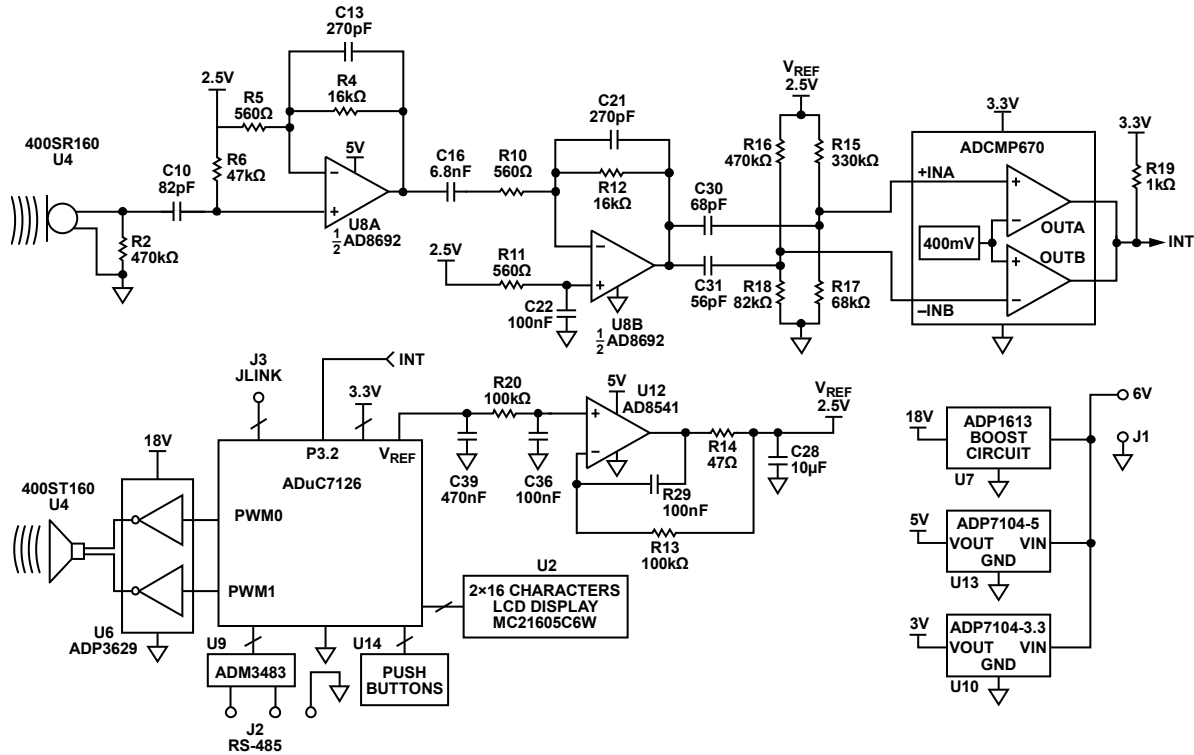 C13
270pF
2.5V
R5
560Ω
R4
16kΩ
400SR160
U4
C10
82pF
R6
47kΩ
5V
R2
470kΩ
U8A
½ AD8692
C16
6.8nF
R10
560Ω
C21
270pF
R12
16kΩ
2.5V
R11
560Ω
C22
100nF
U8B
½ AD8692
C30
68pF
C31
56pF
VREF
2.5V
R16
470kΩ
R15
330kΩ
R18
82kΩ
R17
68kΩ
3.3V
ADCMP670
+INA
–INB
400mV
OUTA
OUTB
3.3V
R19
1kΩ
INT
J3
JLINK
INT
3.3V
18V
P3.2
VREF
ADuC7126
PWM0
PWM1
400ST160
U4
U6
ADP3629
U9
ADM3483
J2
RS-485
U14
PUSH
BUTTONS
U2
2×16 CHARACTERS
LCD DISPLAY
MC21605C6W
R20
100kΩ
C39
470nF
C36
100nF
5V
U12
AD8541
R14
47Ω
R29
100nF
R13
100kΩ
VREF
2.5V
C28
10µF
18V
ADP1613
BOOST
CIRCUIT
U7
6V
J1
5V
ADP7104-5
VOUT VIN
GND
U13
3V
ADP7104-3.3
VOUT VIN
GND
U10